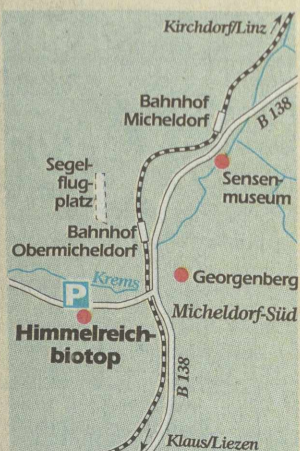 Kirchdorf/Linz
Bahnhof
Micheldorf
B 138
Segel-
flug-
platz
Sensen-
museum
Bahnhof
Obermicheldorf
Krems
Georgenberg
P
Micheldorf-Süd
Himmelreich-
biotop
B 138
Klaus/Liezen